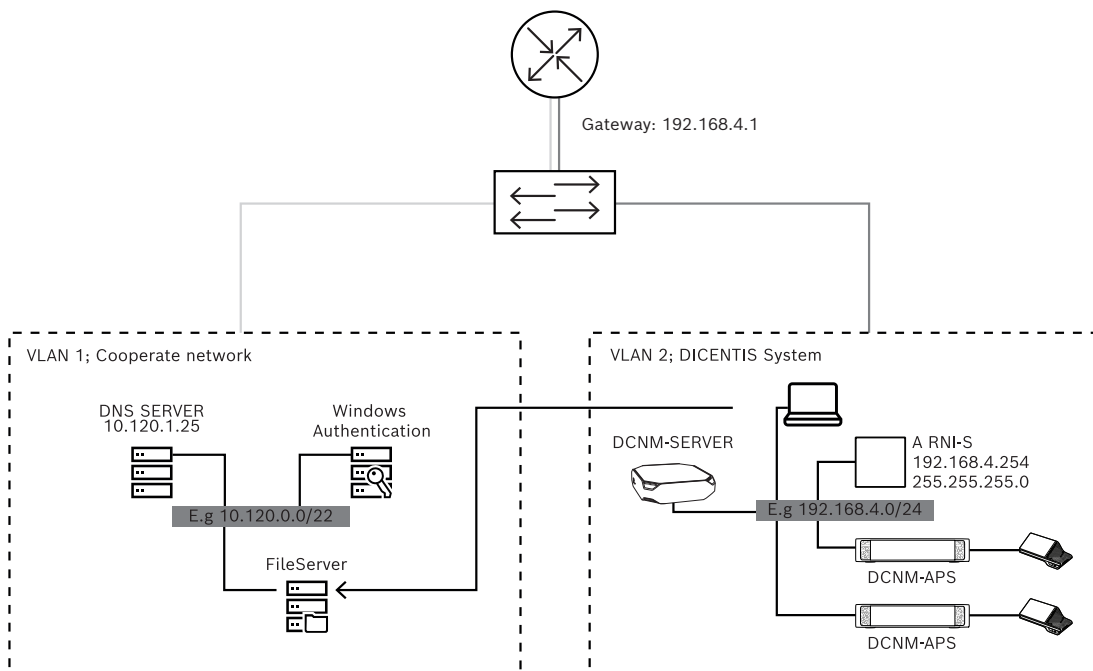 Gateway: 192.168.4.1
VLAN 1; Cooperate network
DNS SERVER
10.120.1.25
Windows
Authentication
E.g 10.120.0.0/22
FileServer
VLAN 2; DICENTIS System
DCNM-SERVER
A RNI-S
192.168.4.254
255.255.255.0
E.g 192.168.4.0/24
DCNM-APS
DCNM-APS